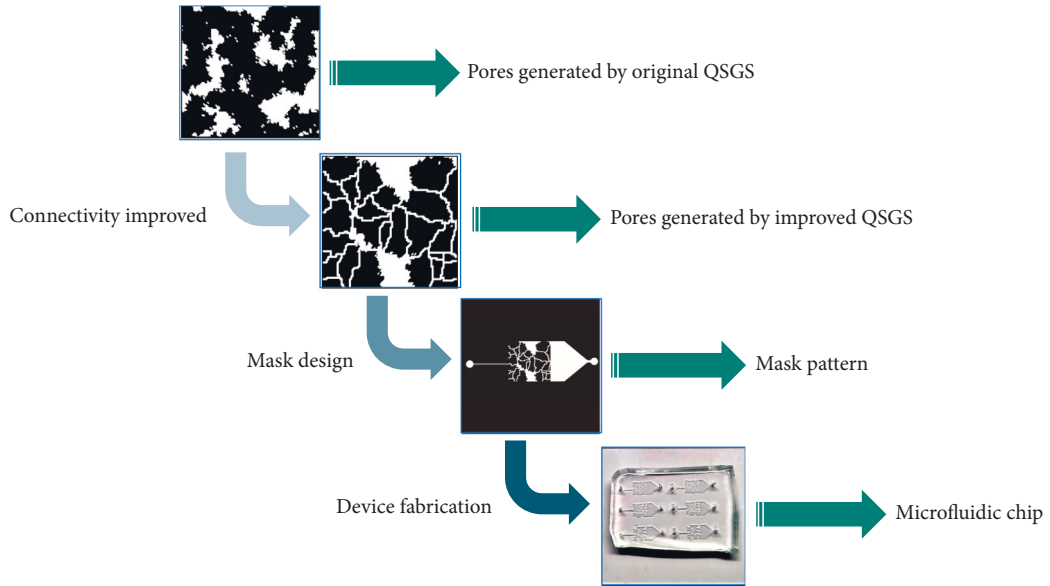 Pores generated by original QSGS
Connectivity improved
Pores generated by improved QSGS
Mask design
Mask pattern
Device fabrication
Microfluidic chip